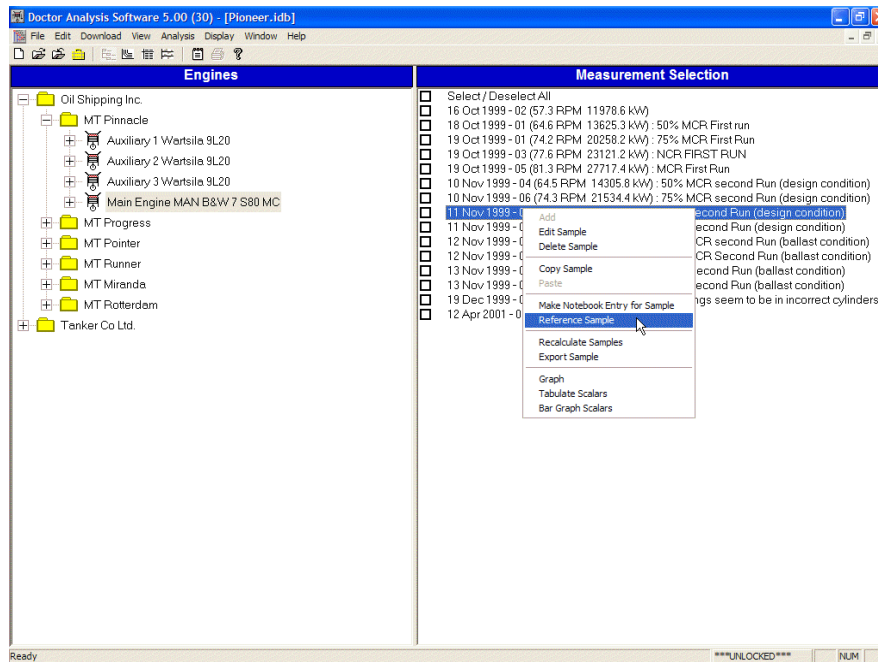 Doctor Analysis Software 5.00 (30) - [Pioneer.idb]
File Edit Download View Analysis Display Window Help
Engines
Oil Shipping Inc.
MT Pinnacle
Auxiliary 1 Wartsila 9L20
Auxiliary 2 Wartsila 9L20
Auxiliary 3 Wartsila 9L20
Main Engine MAN B&W 7 S80 MC
MT Progress
MT Pointer
MT Runner
MT Miranda
MT Rotterdam
Tanker Co Ltd.
Measurement Selection
Select / Deselect All
16 Oct 1999 - 02 (57.3 RPM 11978.6 kW)
18 Oct 1999 - 01 (64.6 RPM 13625.3 kW) : 50% MCR First run
19 Oct 1999 - 01 (74.2 RPM 20258.2 kW) : 75% MCR First Run
19 Oct 1999 - 03 (77.6 RPM 23121.2 kW) : NCR FIRST RUN
19 Oct 1999 - 05 (81.3 RPM 27717.4 kW) : MCR First Run
10 Nov 1999 - 04 (64.5 RPM 14305.8 kW) : 50% MCR second Run (design condition)
10 Nov 1999 - 06 (74.3 RPM 21534.4 kW) : 75% MCR second Run (design condition)
11 Nov 1999 - 0 econd Run (design condition)
11 Nov 1999 - 0 econd Run (design condition)
12 Nov 1999 - 0 CR second Run (ballast condition)
12 Nov 1999 - 0 CR Second Run (ballast condition)
13 Nov 1999 - 0 econd Run (ballast condition)
13 Nov 1999 - 0 econd Run (ballast condition)
19 Dec 1999 - 0 ngs seem to be in incorrect cylinders
12 Apr 2001 - 0
Add
Edit Sample
Delete Sample
Copy Sample
Paste
Make Notebook Entry for Sample
Reference Sample
Recalculate Samples
Export Sample
Graph
Tabulate Scalars
Bar Graph Scalars
Ready
***UNLOCKED*** NUM